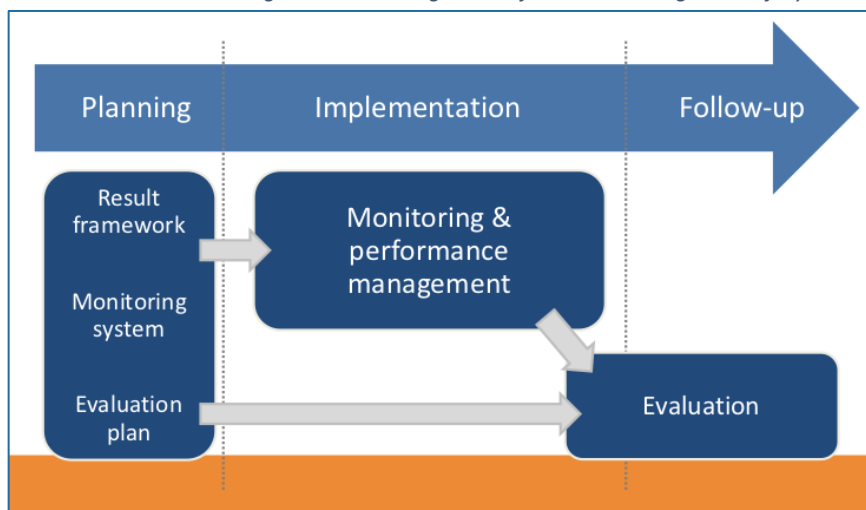 Planning
Implementation
Follow-up
Result
framework
Monitoring
system
Evaluation
plan
Monitoring &
performance
management
Evaluation